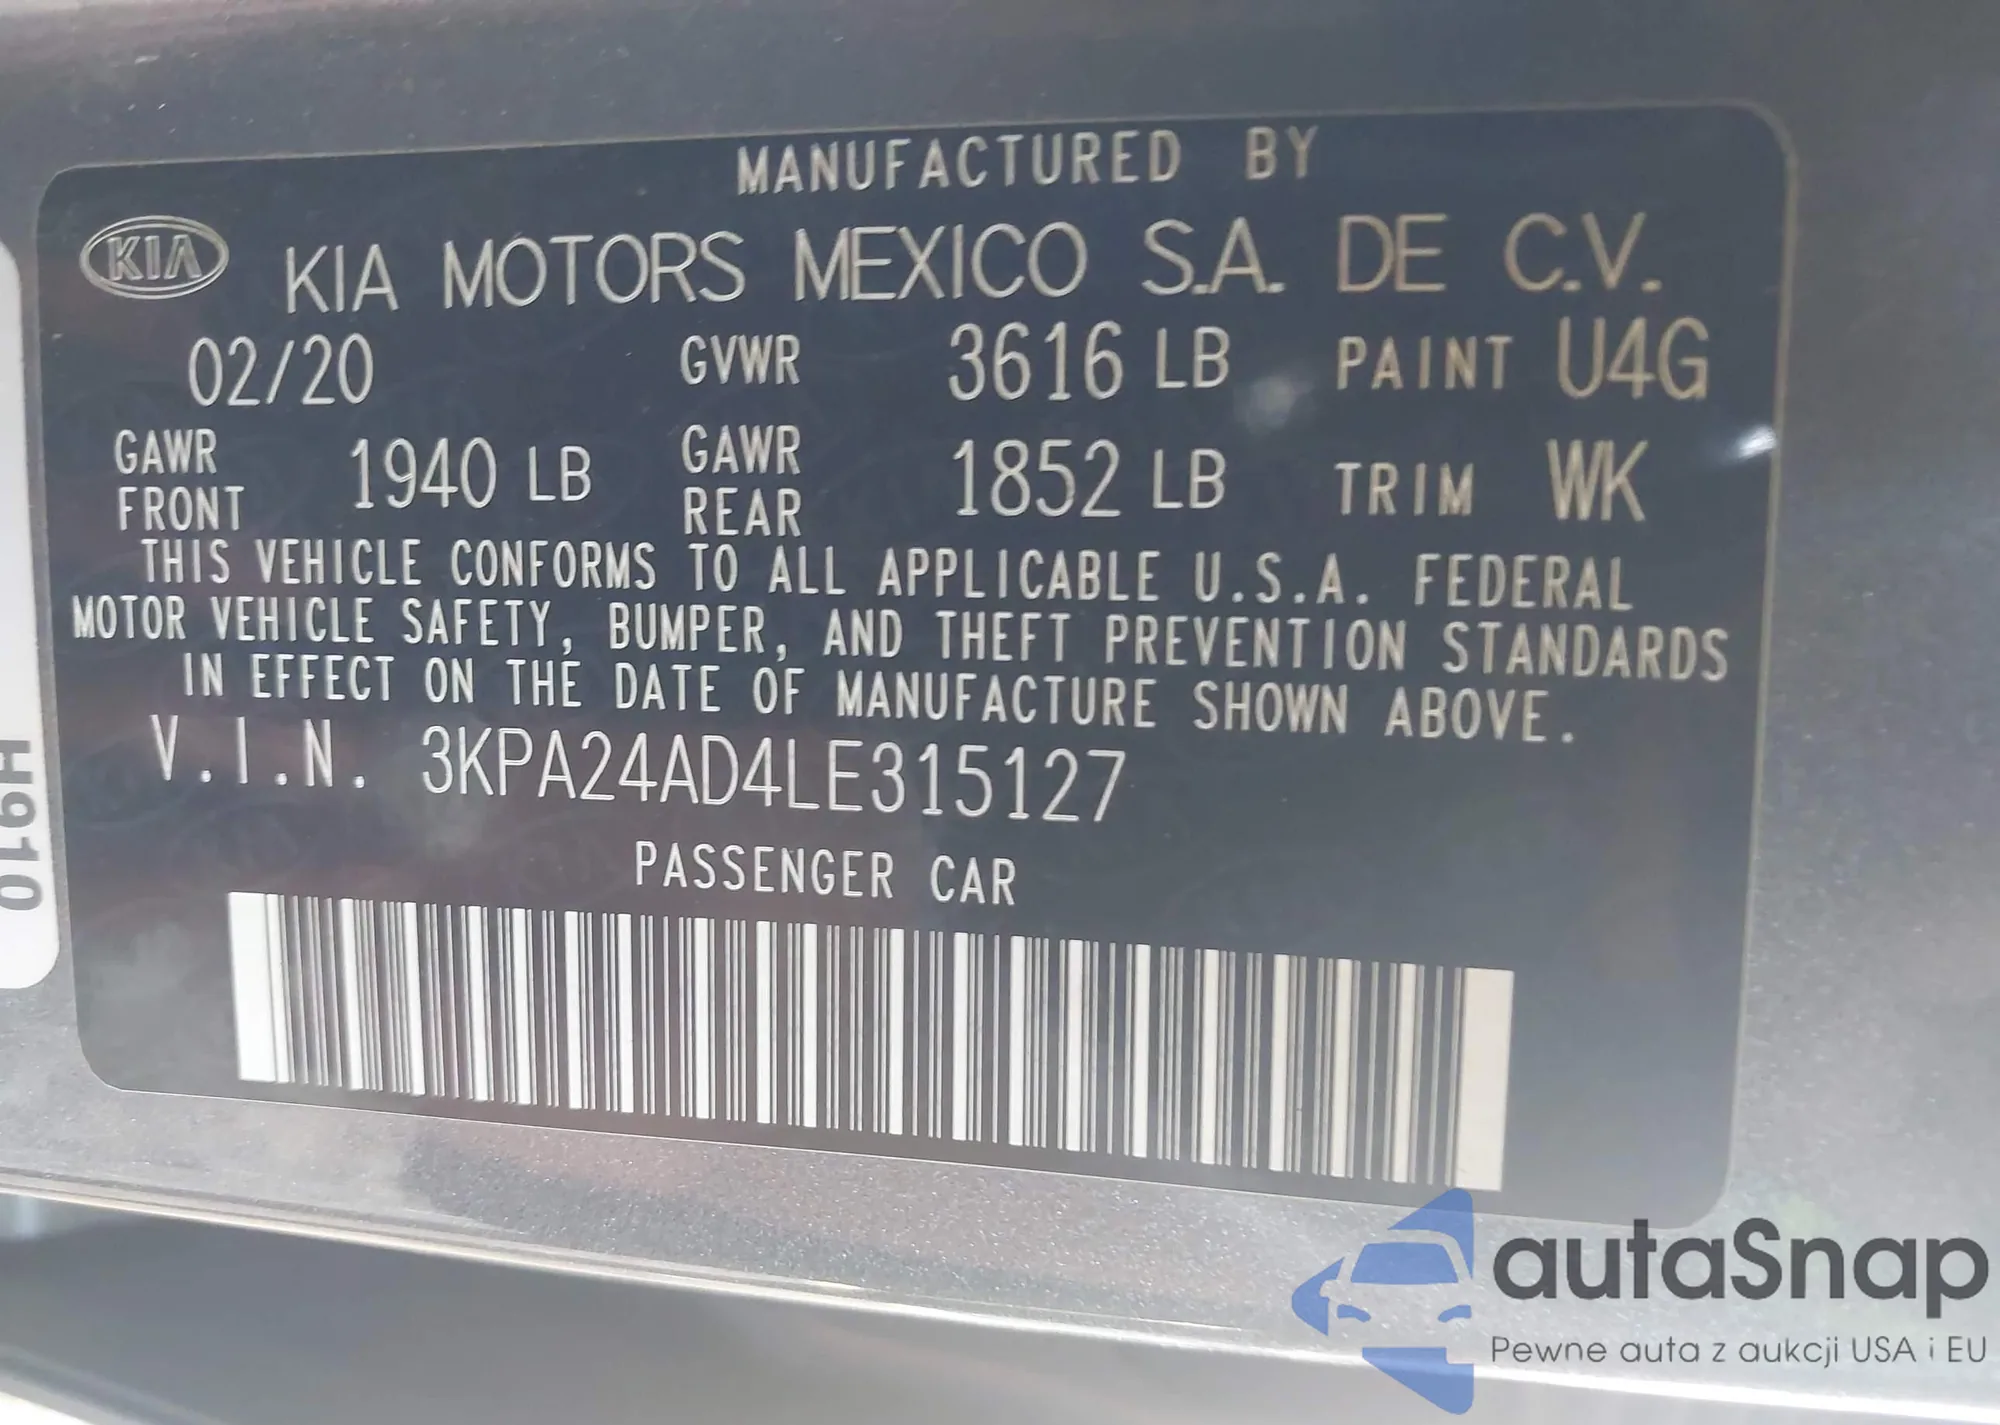 MANUFACTURED BY
KIA KIA MOTORS MEXICO S.A. DE C.V.
02/20 GVWR 3616 LB PAINT U4G
GAWR FRONT 1940 LB GAWR REAR 1852 LB TRIM WK
THIS VEHICLE CONFORMS TO ALL APPLICABLE U.S.A. FEDERAL
MOTOR VEHICLE SAFETY, BUMPER, AND THEFT PREVENTION STANDARDS
IN EFFECT ON THE DATE OF MANUFACTURE SHOWN ABOVE.
V.I.N. 3KPA24AD4LE315127
PASSENGER CAR
H910
autaSnap
Pewne auta z aukcji USA i EU